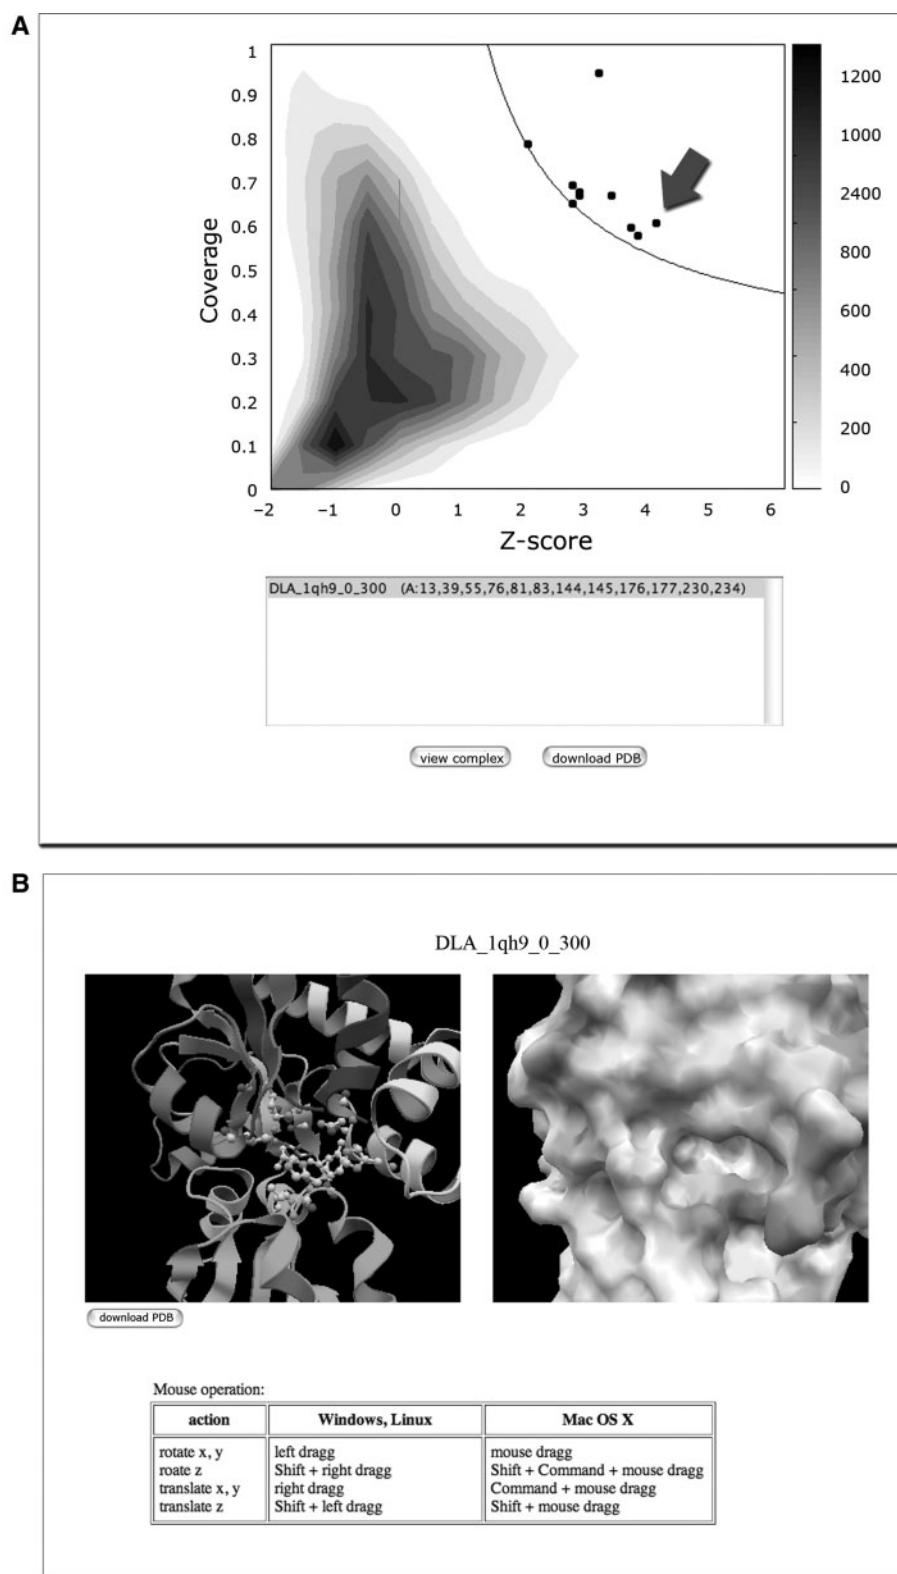 A
1
0.9
0.8
0.7
0.6
0.5
0.4
0.3
0.2
0.1
0
Coverage
−2 −1 0 1 2 3 4 5 6
Z-score
1200
1000
2400
800
600
400
200
0
DLA_1qh9_0_300 (A:13,39,55,76,81,83,144,145,176,177,230,234)
view complex download PDB
B
DLA_1qh9_0_300
download PDB
Mouse operation:
action Windows, Linux Mac OS X
rotate x, y left dragg mouse dragg
roate z Shift + right dragg Shift + Command + mouse dragg
translate x, y right dragg Command + mouse dragg
translate z Shift + left dragg Shift + mouse dragg